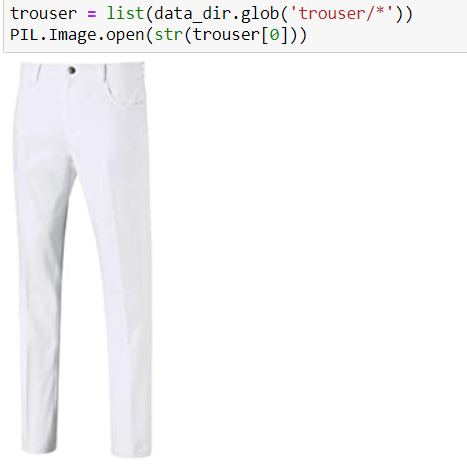 trouser = list(data_dir.glob('trouser/*'))
PIL.Image.open(str(trouser[0]))